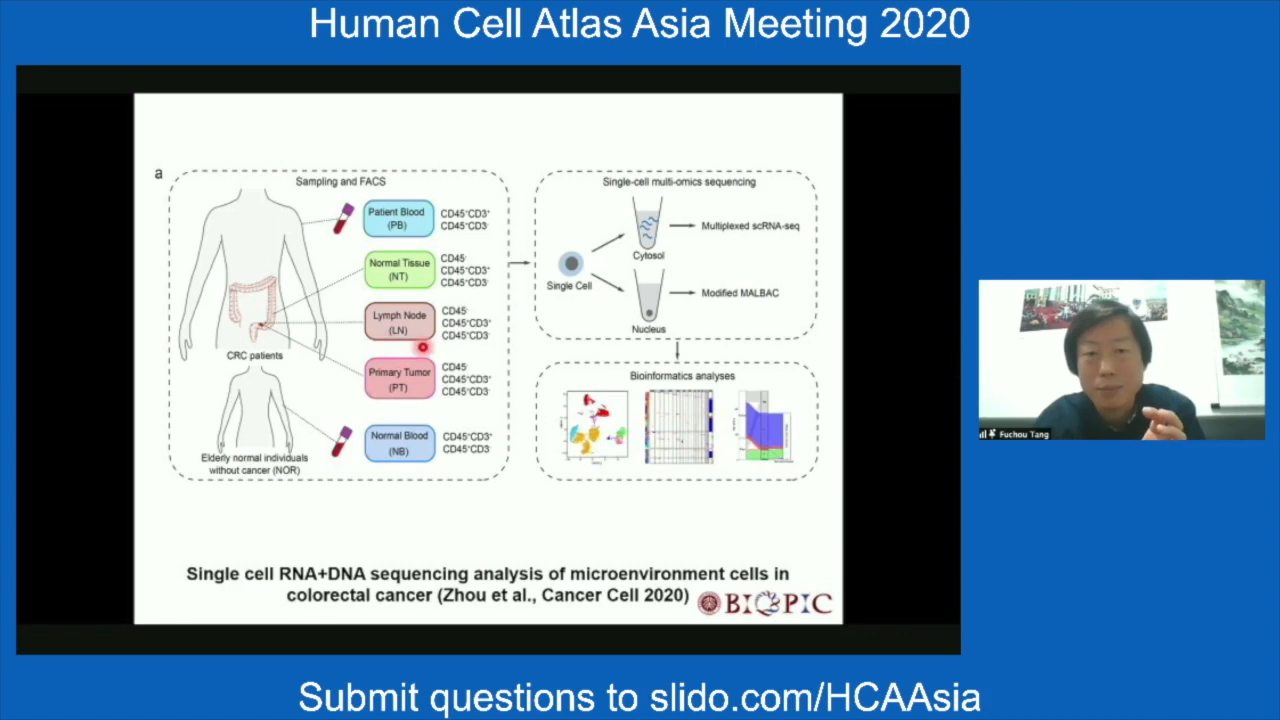 Human Cell Atlas Asia Meeting 2020
a
Sampling and FACS
Patient Blood
(PB)
CD45⁺CD3⁺
CD45⁺CD3⁻
Normal Tissue
(NT)
CD45⁻
CD45⁺CD3⁺
CD45⁺CD3⁻
Lymph Node
(LN)
CD45⁻
CD45⁺CD3⁺
CD45⁺CD3⁻
CRC patients
Primary Tumor
(PT)
CD45⁻
CD45⁺CD3⁺
CD45⁺CD3⁻
Normal Blood
(NB)
CD45⁺CD3⁺
CD45⁺CD3⁻
Elderly normal individuals
without cancer (NOR)
Single-cell multi-omics sequencing
Single Cell
Cytosol
Multiplexed scRNA-seq
Nucleus
Modified MALBAC
Bioinformatics analyses
Single cell RNA+DNA sequencing analysis of microenvironment cells in
colorectal cancer (Zhou et al., Cancer Cell 2020)
BIOPIC
Fuchou Tang
Submit questions to slido.com/HCAAsia